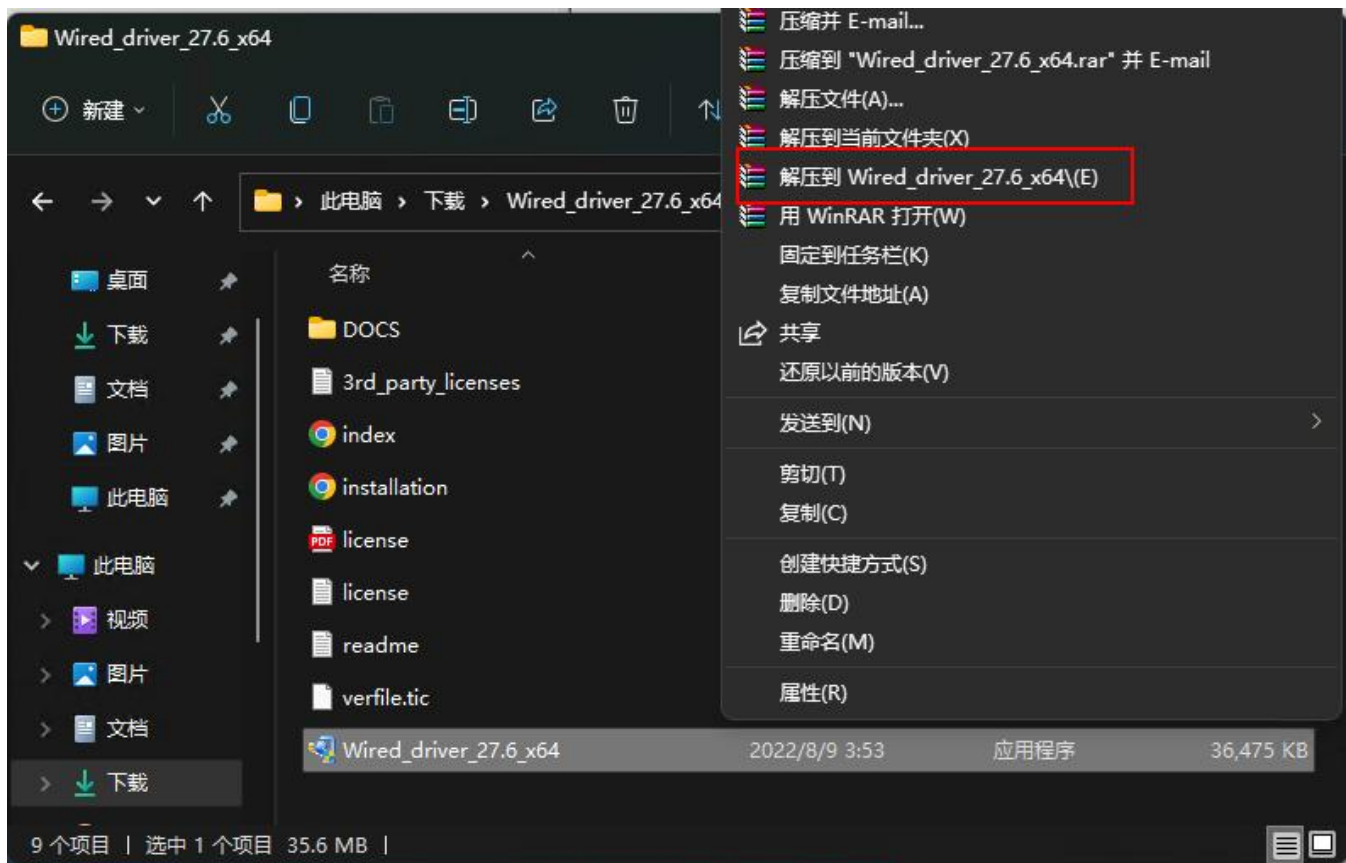 Wired_driver_27.6_x64
新建
此电脑 › 下载 › Wired_driver_27.6_x64
桌面
下载
文档
图片
此电脑
此电脑
视频
图片
文档
下载
名称
DOCS
3rd_party_licenses
index
installation
PDF license
license
readme
verfile.tic
Wired_driver_27.6_x64 2022/8/9 3:53 应用程序 36,475 KB
压缩并 E-mail...
压缩到 "Wired_driver_27.6_x64.rar" 并 E-mail
解压文件(A)...
解压到当前文件夹(X)
解压到 Wired_driver_27.6_x64\(E)
用 WinRAR 打开(W)
固定到任务栏(K)
复制文件地址(A)
共享
还原以前的版本(V)
发送到(N)
剪切(T)
复制(C)
创建快捷方式(S)
删除(D)
重命名(M)
属性(R)
9 个项目 | 选中 1 个项目 35.6 MB |